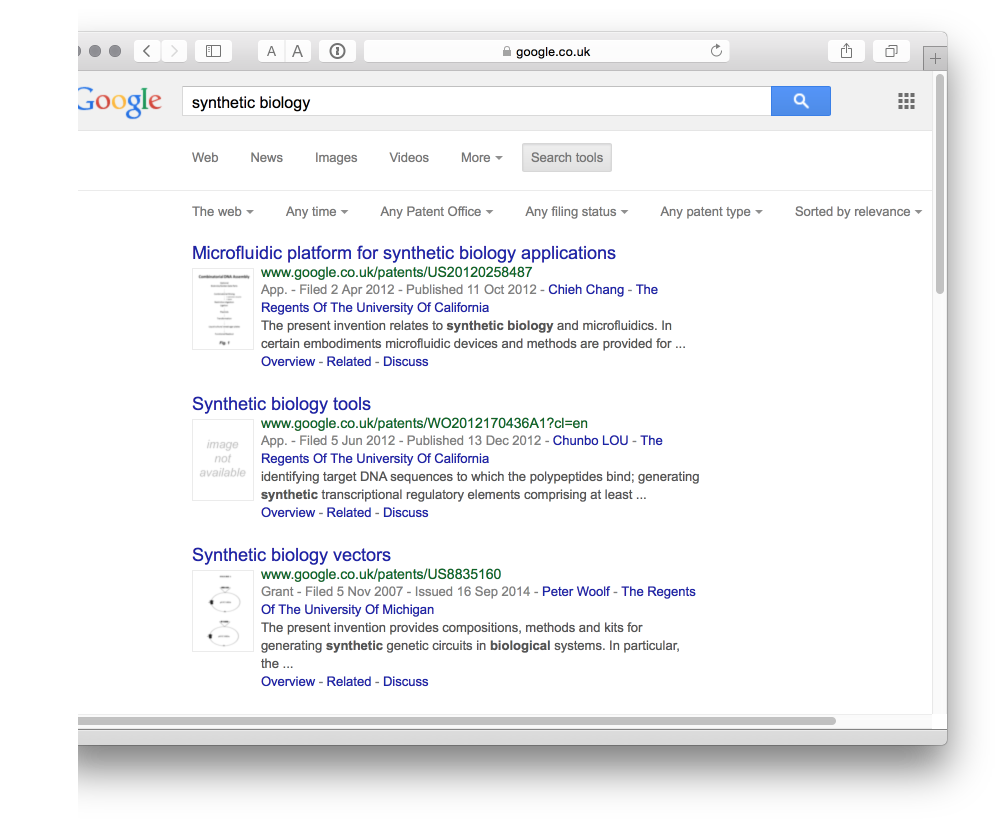 A A google.co.uk
Google synthetic biology
Web News Images Videos More Search tools
The web Any time Any Patent Office Any filing status Any patent type Sorted by relevance
Microfluidic platform for synthetic biology applications
www.google.co.uk/patents/US20120258487
App. - Filed 2 Apr 2012 - Published 11 Oct 2012 - Chieh Chang - The
Regents Of The University Of California
The present invention relates to synthetic biology and microfluidics. In
certain embodiments microfluidic devices and methods are provided for ...
Overview - Related - Discuss
Combinatorial DNA Assembly
Fig. 1
Synthetic biology tools
www.google.co.uk/patents/WO2012170436A1?cl=en
App. - Filed 5 Jun 2012 - Published 13 Dec 2012 - Chunbo LOU - The
Regents Of The University Of California
identifying target DNA sequences to which the polypeptides bind; generating
synthetic transcriptional regulatory elements comprising at least ...
Overview - Related - Discuss
image
not
available
Synthetic biology vectors
www.google.co.uk/patents/US8835160
Grant - Filed 5 Nov 2007 - Issued 16 Sep 2014 - Peter Woolf - The Regents
Of The University Of Michigan
The present invention provides compositions, methods and kits for
generating synthetic genetic circuits in biological systems. In particular,
the ...
Overview - Related - Discuss